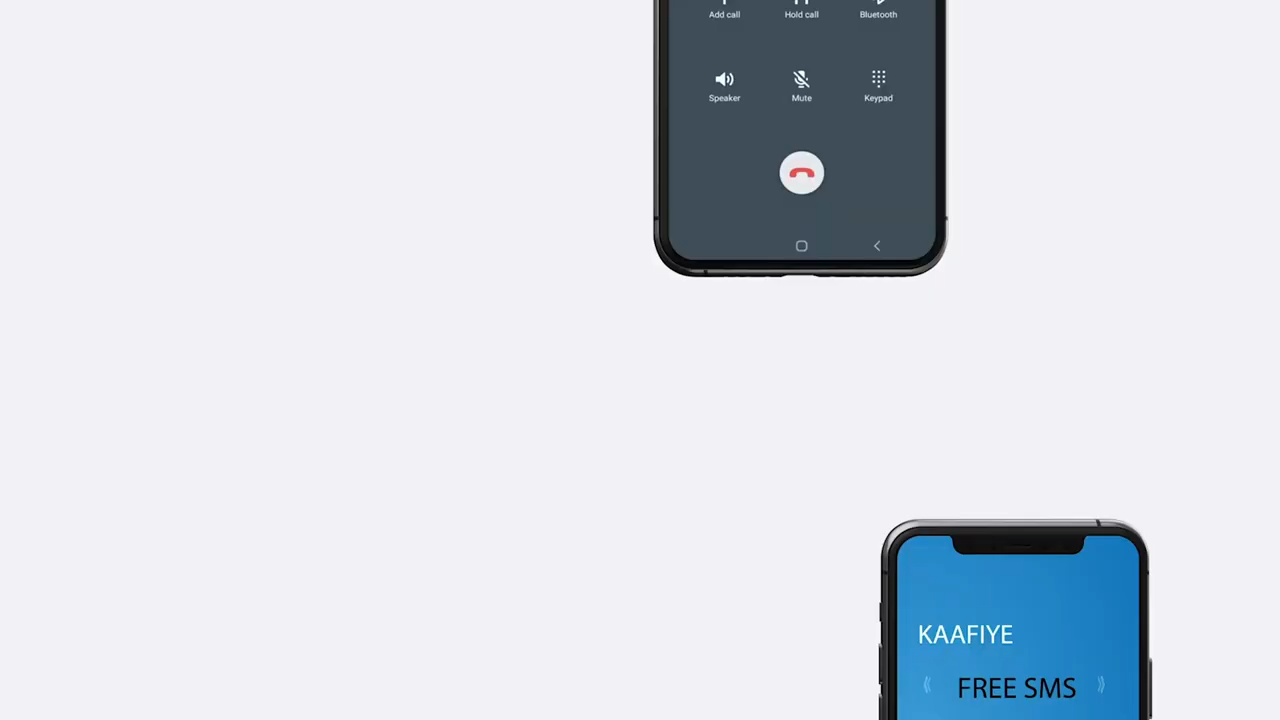 Add call Hold call Bluetooth
Speaker Mute Keypad
KAAFIYE
FREE SMS